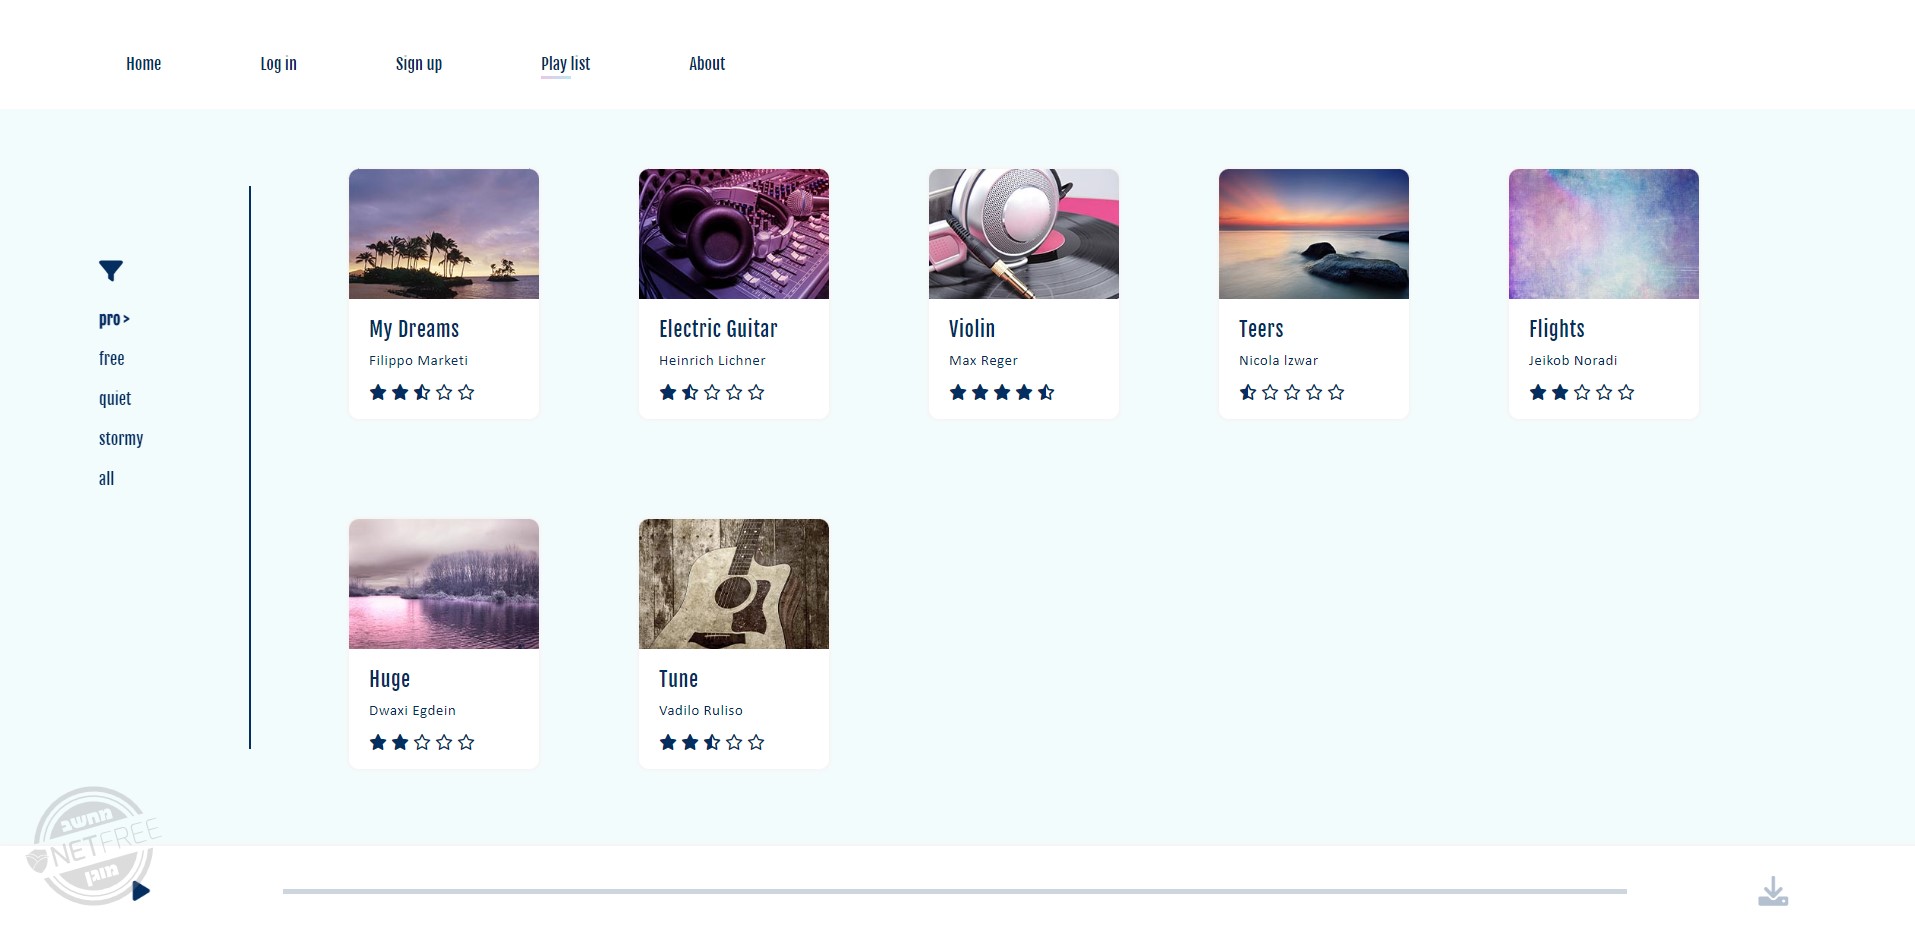 Home Log in Sign up Play list About
pro >
free
quiet
stormy
all
My Dreams
Filippo Marketi
Electric Guitar
Heinrich Lichner
Violin
Max Reger
Teers
Nicola Izwar
Flights
Jeikob Noradi
Huge
Dwaxi Egdein
Tune
Vadilo Ruliso
מחשב
NETFREE
מוגן